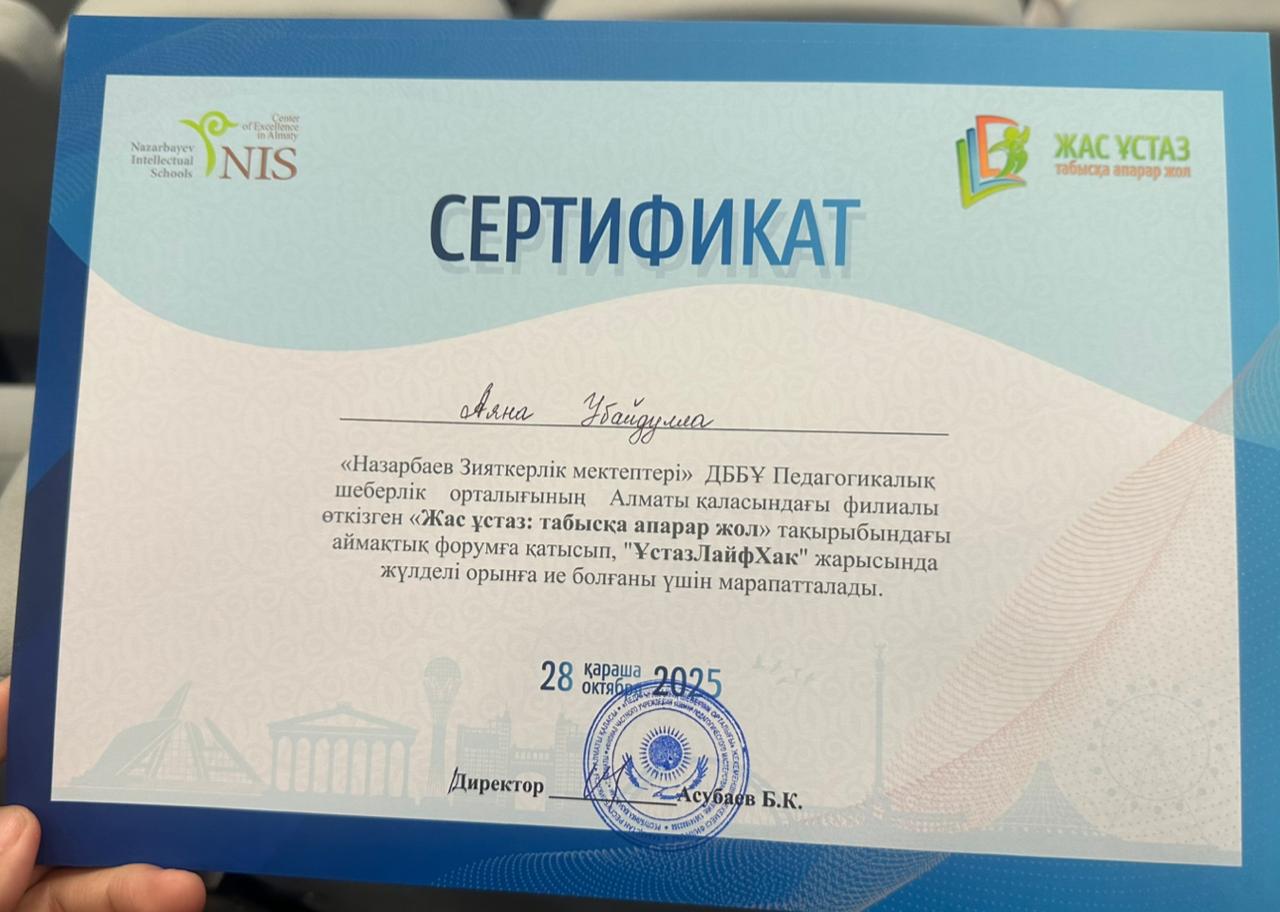 Nazarbayev
Intellectual
Schools
Center
of Excellence
in Almaty
NIS
ЖАС ҰСТАЗ
табысқа апарар жол
СЕРТИФИКАТ
Аяна Убайдулла
«Назарбаев Зияткерлік мектептері» ДББҰ Педагогикалық
шеберлік орталығының Алматы қаласындағы филиалы
өткізген «Жас ұстаз: табысқа апарар жол» тақырыбындағы
аймақтық форумға қатысып, "ҰстазЛайфХак" жарысында
жүлделі орынға ие болғаны үшін марапатталады.
28 қараша
октября 2025
Директор Асубаев Б.К.